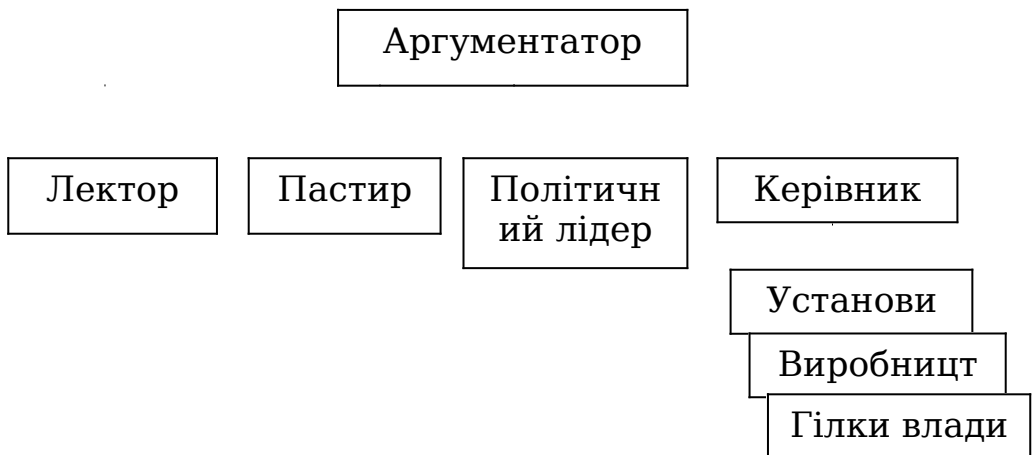 Аргументатор
Лектор
Пастир
Політичн
ий лідер
Керівник
Установи
Виробницт
Гілки влади